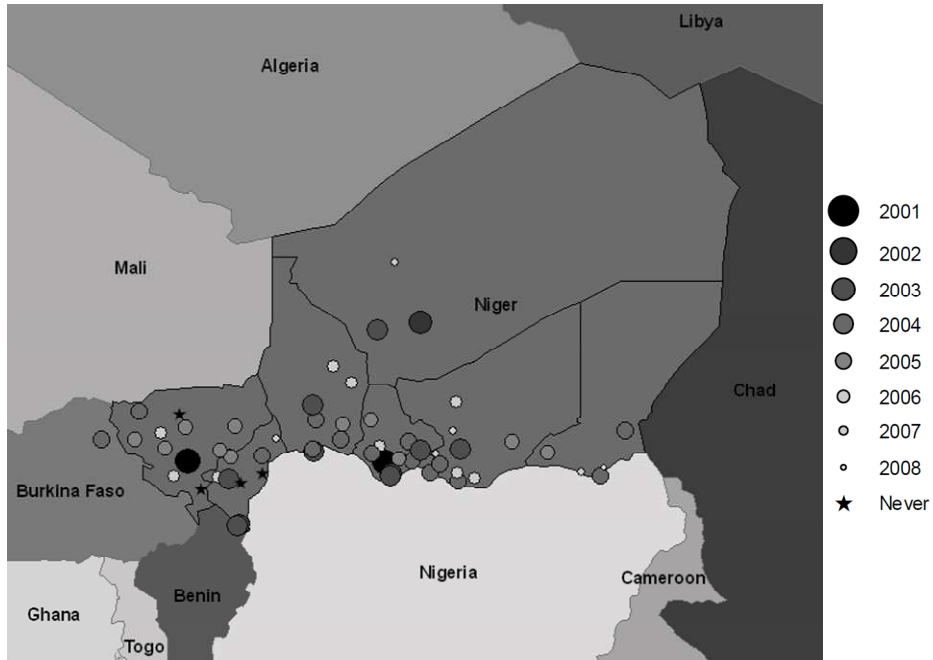 Libya
Algeria
Mali
Niger
Chad
Burkina Faso
Nigeria
Cameroon
Benin
Ghana
Togo
2001
2002
2003
2004
2005
2006
2007
2008
Never